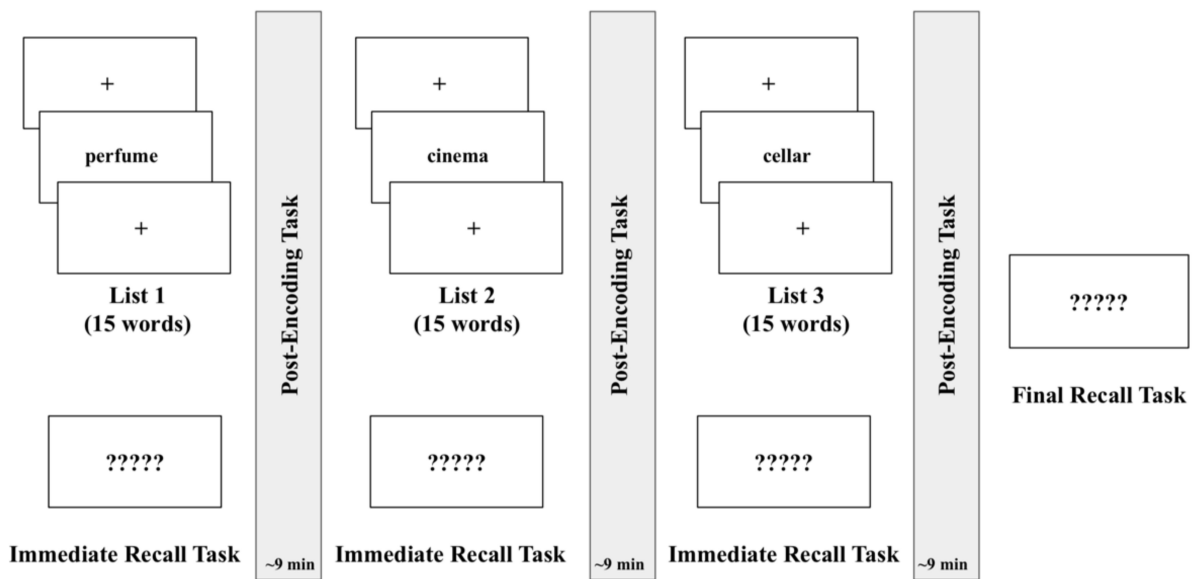 +
perfume
+
List 1
(15 words)
?????
Immediate Recall Task
Post-Encoding Task
~9 min
+
cinema
+
List 2
(15 words)
?????
Immediate Recall Task
Post-Encoding Task
~9 min
+
cellar
+
List 3
(15 words)
?????
Immediate Recall Task
Post-Encoding Task
~9 min
?????
Final Recall Task